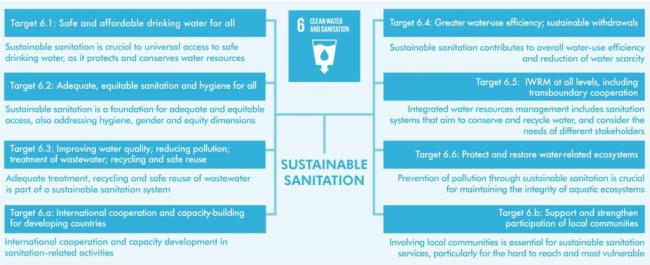 Target 6.1: Safe and affordable drinking water for all
Sustainable sanitation is crucial to universal access to safe
drinking water, as it protects and conserves water resources
Target 6.2: Adequate, equitable sanitation and hygiene for all
Sustainable sanitation is a foundation for adequate and equitable
access, also addressing hygiene, gender and equity dimensions
Target 6.3: Improving water quality; reducing pollution;
treatment of wastewater; recycling and safe reuse
Adequate treatment, recycling and safe reuse of wastewater
is part of a sustainable sanitation system
Target 6.a: International cooperation and capacity-building
for developing countries
International cooperation and capacity development in
sanitation-related activities
6 CLEAN WATER
AND SANITATION
SUSTAINABLE
SANITATION
Target 6.4: Greater water-use efficiency; sustainable withdrawals
Sustainable sanitation contributes to overall water-use efficiency
and reduction of water scarcity
Target 6.5: IWRM at all levels, including
transboundary cooperation
Integrated water resources management includes sanitation
systems that aim to conserve and recycle water, and consider the
needs of different stakeholders
Target 6.6: Protect and restore water-related ecosystems
Prevention of pollution through sustainable sanitation is crucial
for maintaining the integrity of aquatic ecosystems
Target 6.b: Support and strengthen
participation of local communities
Involving local communities is essential for sustainable sanitation
services, particularly for the hard to reach and most vulnerable